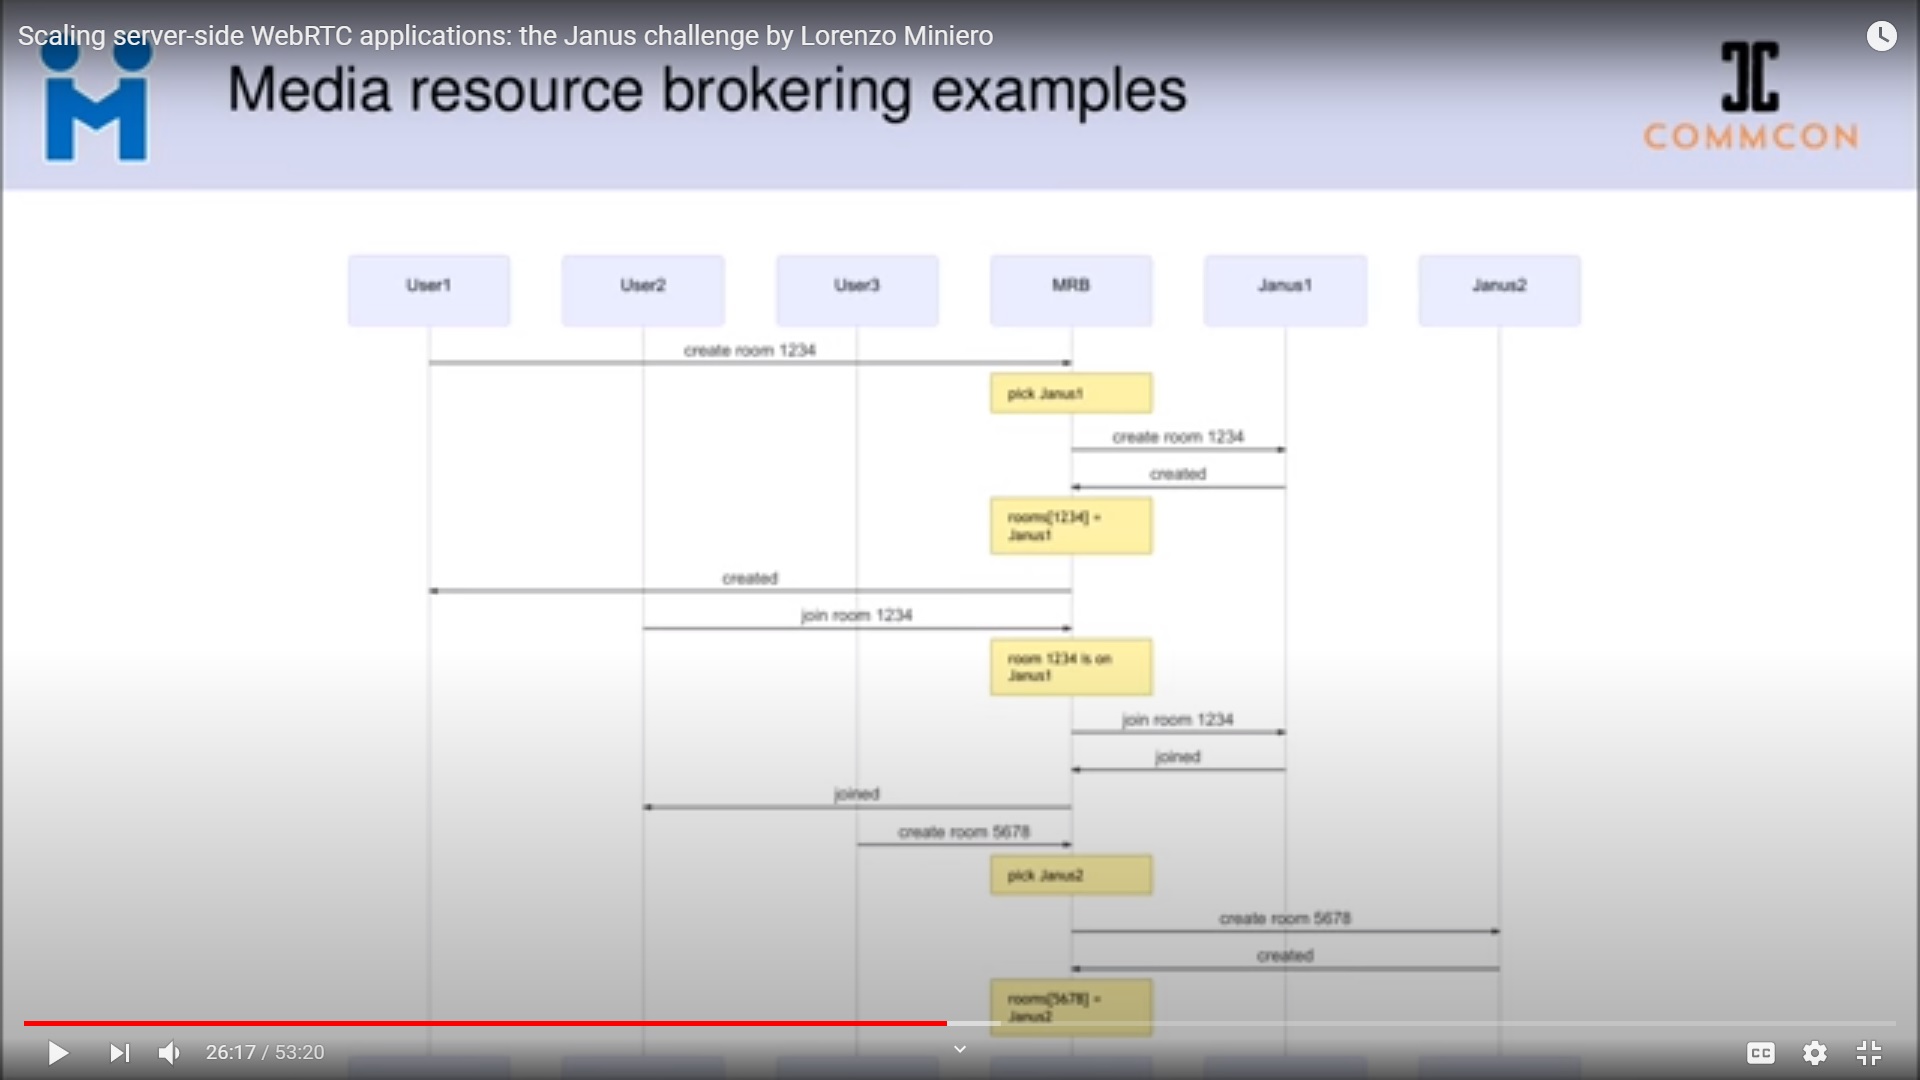 Scaling server-side WebRTC applications: the Janus challenge by Lorenzo Miniero
Media resource brokering examples
COMMCON
User1
User2
User3
MRB
Janus1
Janus2
create room 1234
pick Janus1
create room 1234
created
rooms[1234] =
Janus1
created
join room 1234
room 1234 is on
Janus1
join room 1234
joined
joined
create room 5678
pick Janus2
create room 5678
created
rooms[5678] =
Janus2
26:17 / 53:20
CC